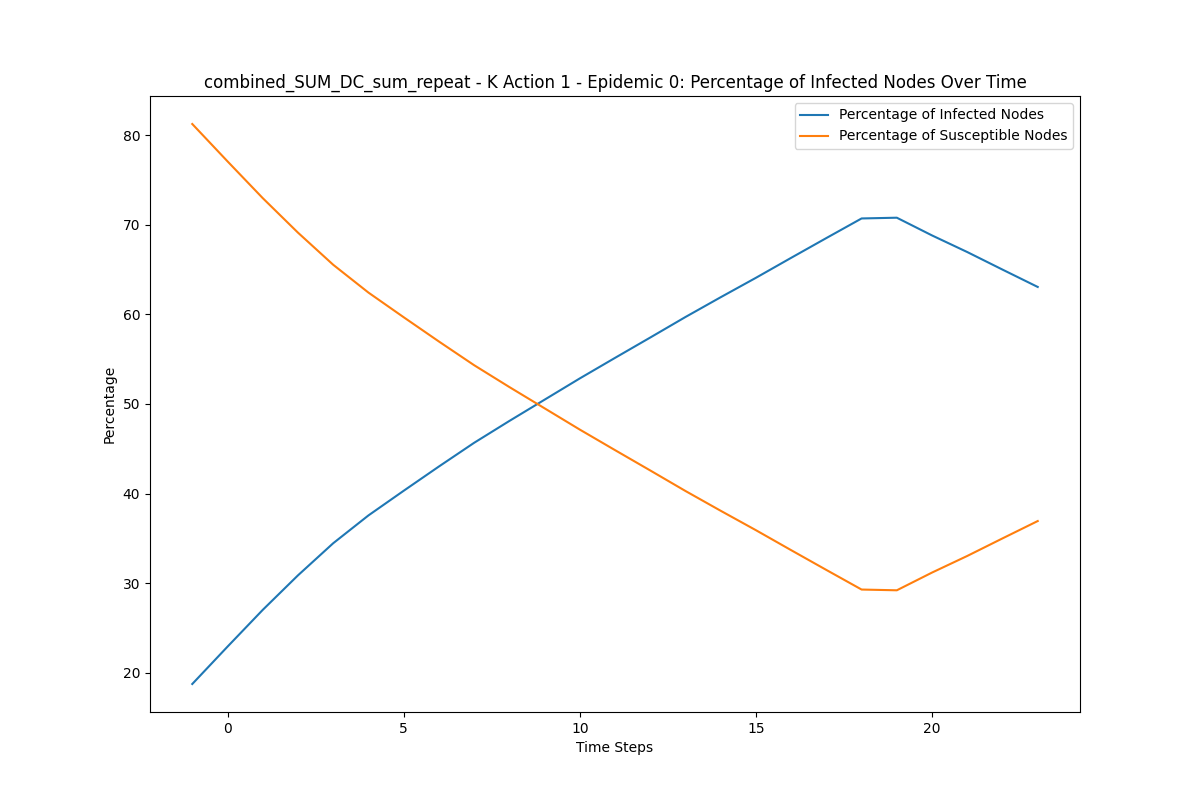 combined_SUM_DC_sum_repeat - K Action 1 - Epidemic 0: Percentage of Infected Nodes Over Time
Percentage of Infected Nodes
Percentage of Susceptible Nodes
80
70
60
50
40
30
20
Percentage
0 5 10 15 20
Time Steps